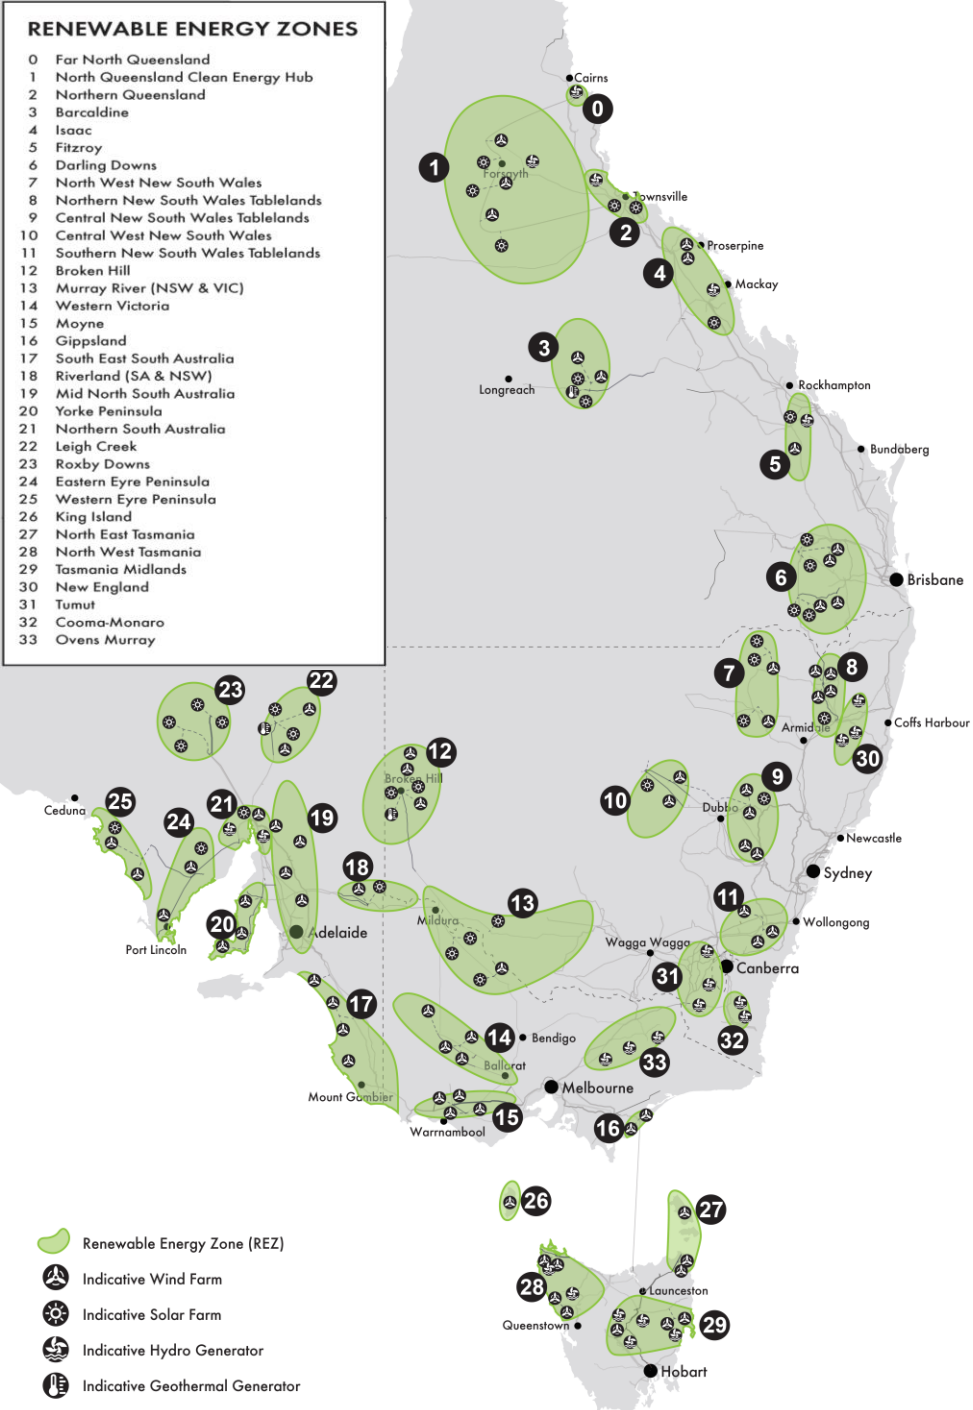 RENEWABLE ENERGY ZONES
0 Far North Queensland
1 North Queensland Clean Energy Hub
2 Northern Queensland
3 Barcaldine
4 Isaac
5 Fitzroy
6 Darling Downs
7 North West New South Wales
8 Northern New South Wales Tablelands
9 Central New South Wales Tablelands
10 Central West New South Wales
11 Southern New South Wales Tablelands
12 Broken Hill
13 Murray River (NSW & VIC)
14 Western Victoria
15 Moyne
16 Gippsland
17 South East South Australia
18 Riverland (SA & NSW)
19 Mid North South Australia
20 Yorke Peninsula
21 Northern South Australia
22 Leigh Creek
23 Roxby Downs
24 Eastern Eyre Peninsula
25 Western Eyre Peninsula
26 King Island
27 North East Tasmania
28 North West Tasmania
29 Tasmania Midlands
30 New England
31 Tumut
32 Cooma-Monaro
33 Ovens Murray
Cairns
0
1
Forsyth
Townsville
2
Proserpine
4
Mackay
3
Longreach
Rockhampton
Bundaberg
5
6
Brisbane
7
8
23
22
Armidale
Coffs Harbour
30
12
Broken Hill
9
10
Dubbo
Ceduna
25
21
24
19
Newcastle
Sydney
18
11
13
Mildura
Wollongong
20
Adelaide
Port Lincoln
Wagga Wagga
31
Canberra
17
14
Bendigo
32
33
Ballarat
Melbourne
Mount Gambier
15
16
Warrnambool
26
27
28
Launceston
Queenstown
29
Hobart
Renewable Energy Zone (REZ)
Indicative Wind Farm
Indicative Solar Farm
Indicative Hydro Generator
Indicative Geothermal Generator